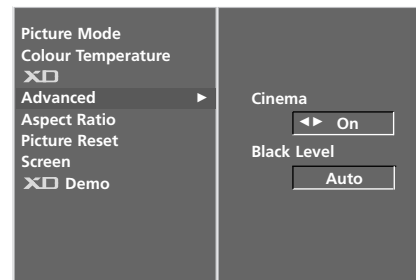 Picture Mode
Colour Temperature
XD
Advanced ►
Aspect Ratio
Picture Reset
Screen
XD Demo
Cinema
◄► On
Black Level
Auto